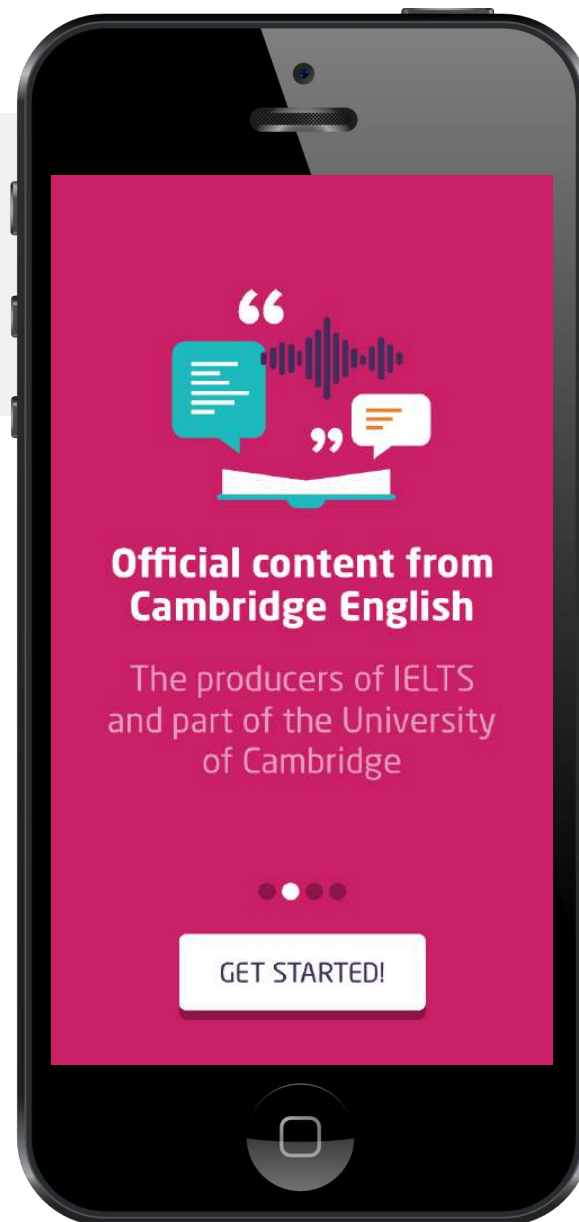 Official content from
Cambridge English
The producers of IELTS
and part of the University
of Cambridge
GET STARTED!